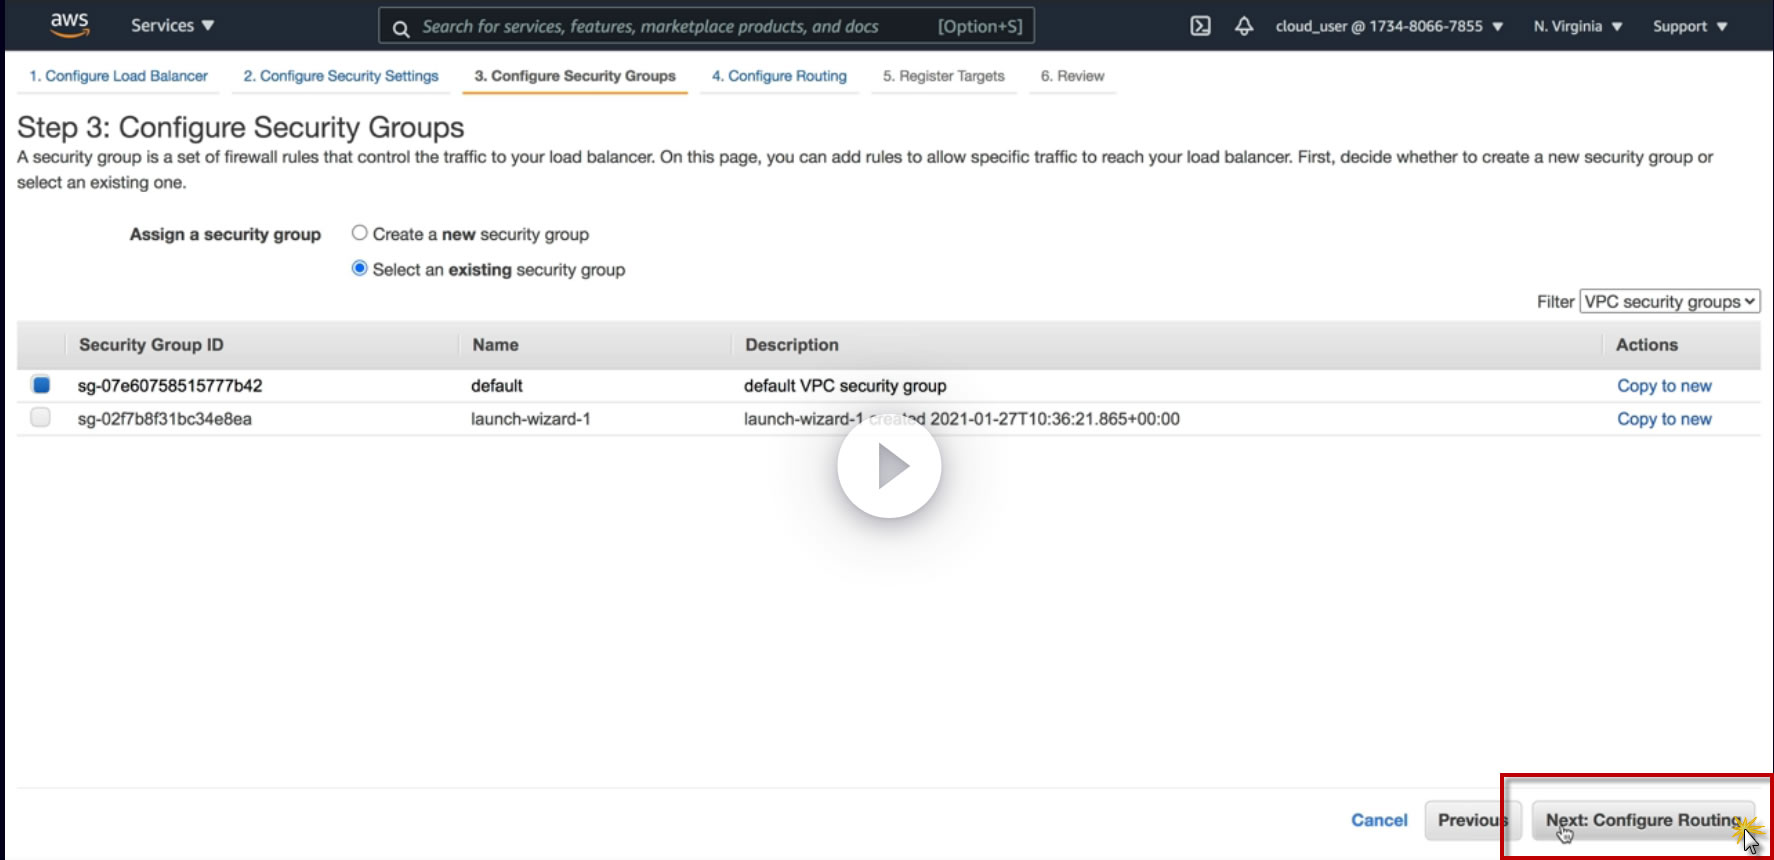 aws Services ▼ Search for services, features, marketplace products, and docs [Option+S] cloud_user @ 1734-8066-7855 ▼ N. Virginia ▼ Support ▼
1. Configure Load Balancer 2. Configure Security Settings 3. Configure Security Groups 4. Configure Routing 5. Register Targets 6. Review
Step 3: Configure Security Groups
A security group is a set of firewall rules that control the traffic to your load balancer. On this page, you can add rules to allow specific traffic to reach your load balancer. First, decide whether to create a new security group or
select an existing one.
Assign a security group Create a new security group
Select an existing security group
Filter VPC security groups
Security Group ID Name Description Actions
sg-07e60758515777b42 default default VPC security group Copy to new
sg-02f7b8f31bc34e8ea launch-wizard-1 launch-wizard-1 created 2021-01-27T10:36:21.865+00:00 Copy to new
Cancel Previous Next: Configure Routing